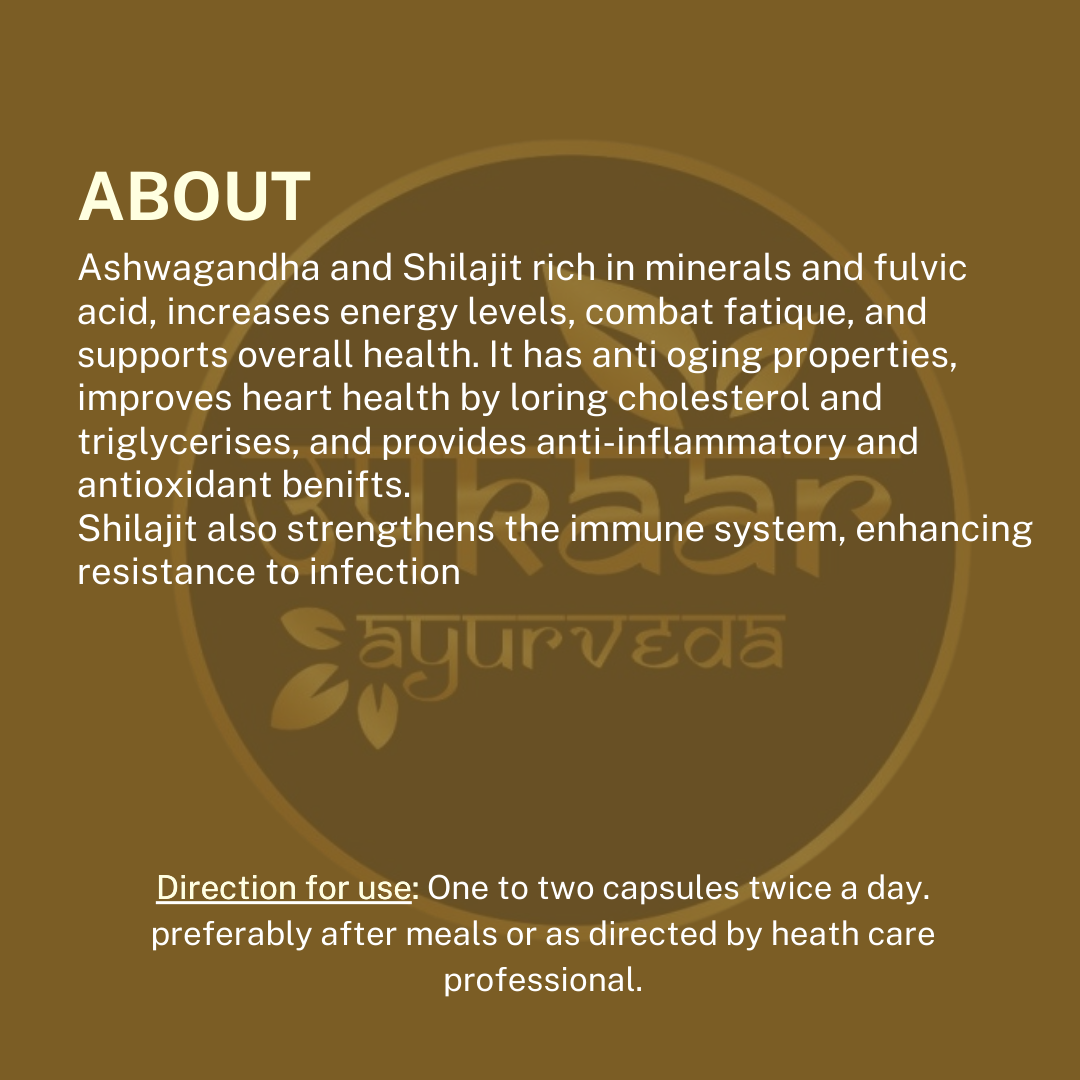 ABOUT
Ashwagandha and Shilajit rich in minerals and fulvic
acid, increases energy levels, combat fatique, and
supports overall health. It has anti oging properties,
improves heart health by loring cholesterol and
triglycerises, and provides anti-inflammatory and
antioxidant benifts.
Shilajit also strengthens the immune system, enhancing
resistance to infection
उपkaar
ayurveda
Direction for use: One to two capsules twice a day.
preferably after meals or as directed by heath care
professional.